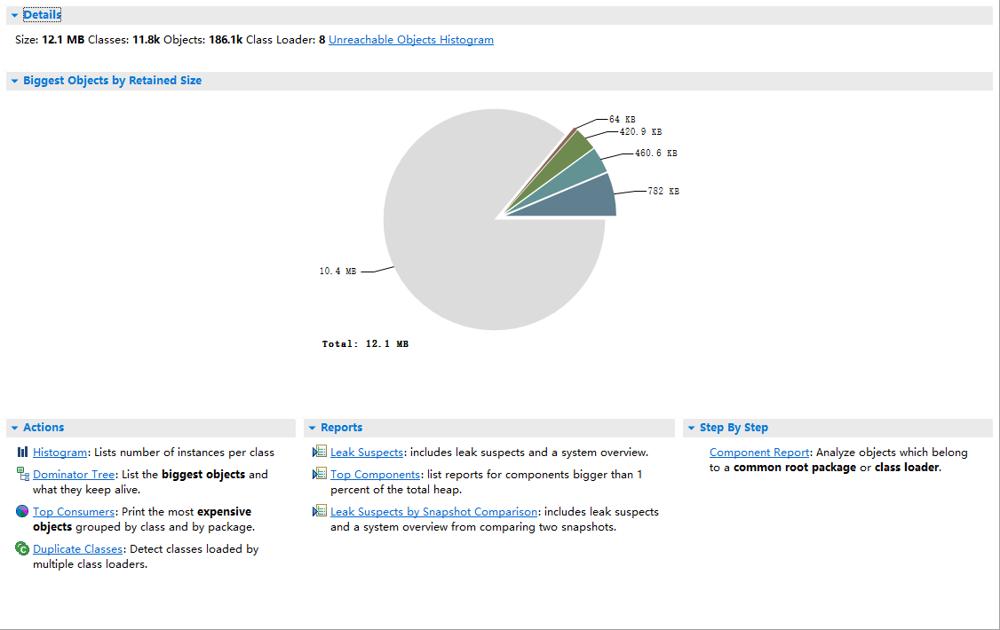 Details
Size: 12.1 MB Classes: 11.8k Objects: 186.1k Class Loader: 8 Unreachable Objects Histogram
Biggest Objects by Retained Size
64 KB
420.9 KB
460.6 KB
782 KB
10.4 MB
Total: 12.1 MB
Actions
Histogram: Lists number of instances per class
Dominator Tree: List the biggest objects and
what they keep alive.
Top Consumers: Print the most expensive
objects grouped by class and by package.
Duplicate Classes: Detect classes loaded by
multiple class loaders.
Reports
Leak Suspects: includes leak suspects and a system overview.
Top Components: list reports for components bigger than 1
percent of the total heap.
Leak Suspects by Snapshot Comparison: includes leak suspects
and a system overview from comparing two snapshots.
Step By Step
Component Report: Analyze objects which belong
to a common root package or class loader.